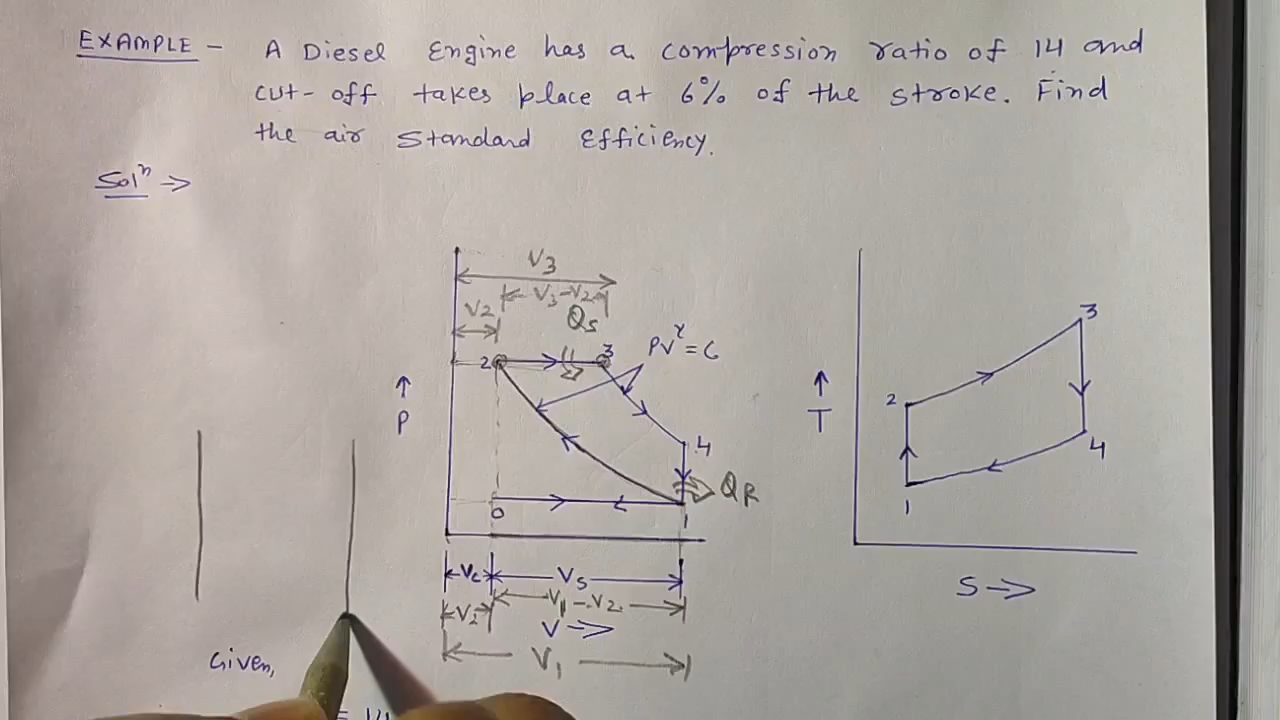 EXAMPLE - A Diesel Engine has a compression ratio of 14 and
cut-off takes place at 6% of the stroke. Find
the air standard Efficiency.
Solⁿ →
V3
V3-V2
V2
Qs
2
3
PV^γ = C
↑
P
4
QR
0
1
Vc
Vs
V2
V1 - V2
V →
V1
↑
T
2
3
4
1
S →
Given,
= 14